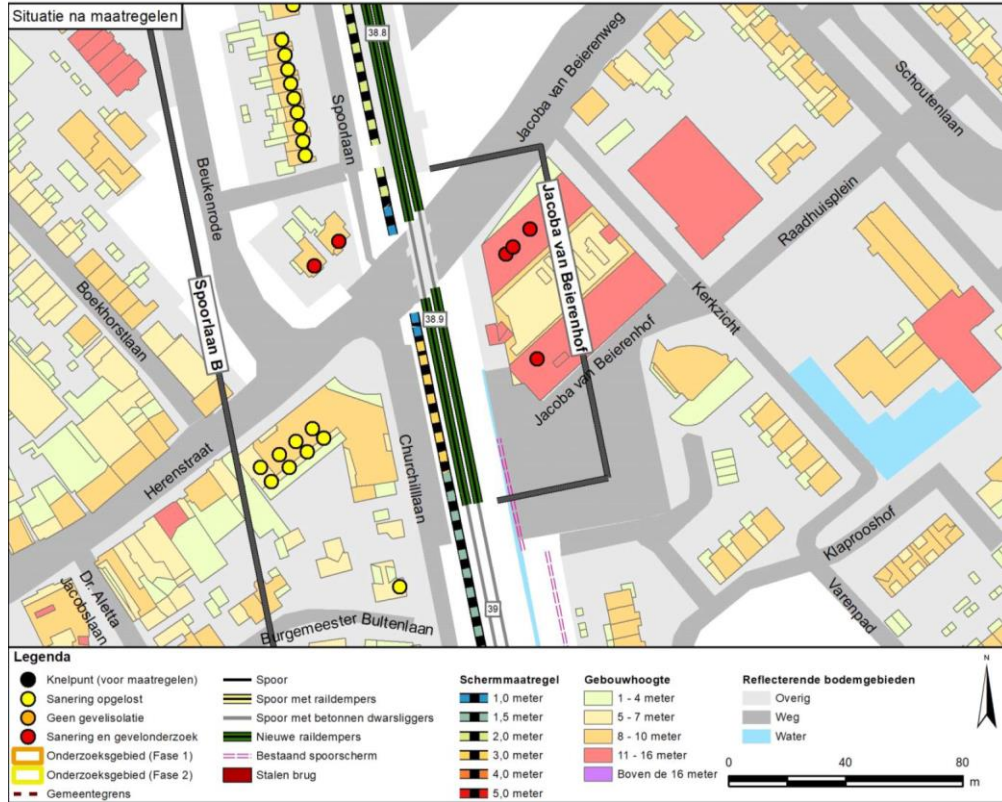 Situatie na maatregelen
38.8
Schoutenlaan
Jacoba van Beierenweg
Spoorlaan
Beukenrode
Raadhuisplein
Jacoba van Beierenhof
Spoorlan B
Boekhorstlaan
38.9
Kerkzicht
Jacoba van Beierenhof
Herenstraat
Churchilllaan
Klaprooshof
Dr. Aletta
Jacobslaan
39
Varenpad
Burgemeester Bultenlaan
Legenda
Knelpunt (voor maatregelen)
Sanering opgelost
Geen gevelisolatie
Sanering en gevelonderzoek
Onderzoeksgebied (Fase 1)
Onderzoeksgebied (Fase 2)
Gemeentegrens
Spoor
Spoor met raildempers
Spoor met betonnen dwarsliggers
Nieuwe raildempers
Bestaand spoorscherm
Stalen brug
Schermmaatregel
1,0 meter
1,5 meter
2,0 meter
3,0 meter
4,0 meter
5,0 meter
Gebouwhoogte
1 - 4 meter
5 - 7 meter
8 - 10 meter
11 - 16 meter
Boven de 16 meter
Reflecterende bodemgebieden
Overig
Weg
Water
N
0 40 80
m